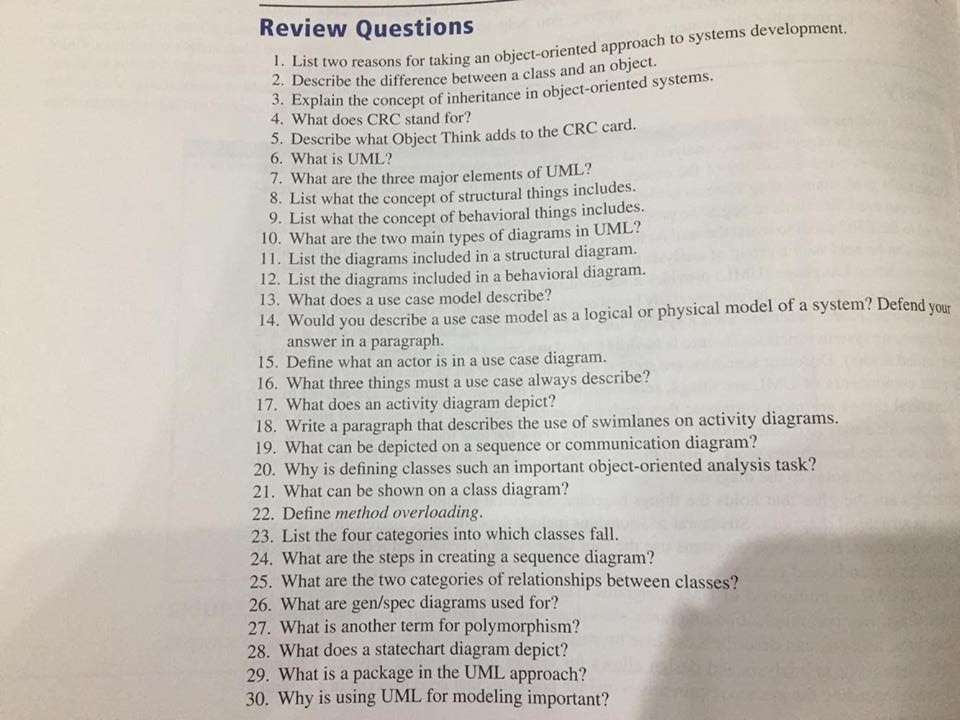 Review Questions
1. List two reasons for taking an object-oriented approach to systems development.
2. Describe the difference between a class and an object.
3. Explain the concept of inheritance in object-oriented systems.
4. What does CRC stand for?
5. Describe what Object Think adds to the CRC card.
6. What is UML?
7. What are the three major elements of UML?
8. List what the concept of structural things includes.
9. List what the concept of behavioral things includes.
10. What are the two main types of diagrams in UML?
11. List the diagrams included in a structural diagram.
12. List the diagrams included in a behavioral diagram.
13. What does a use case model describe?
14. Would you describe a use case model as a logical or physical model of a system? Defend your
answer in a paragraph.
15. Define what an actor is in a use case diagram.
16. What three things must a use case always describe?
17. What does an activity diagram depict?
18. Write a paragraph that describes the use of swimlanes on activity diagrams.
19. What can be depicted on a sequence or communication diagram?
20. Why is defining classes such an important object-oriented analysis task?
21. What can be shown on a class diagram?
22. Define method overloading.
23. List the four categories into which classes fall.
24. What are the steps in creating a sequence diagram?
25. What are the two categories of relationships between classes?
26. What are gen/spec diagrams used for?
27. What is another term for polymorphism?
28. What does a statechart diagram depict?
29. What is a package in the UML approach?
30. Why is using UML for modeling important?